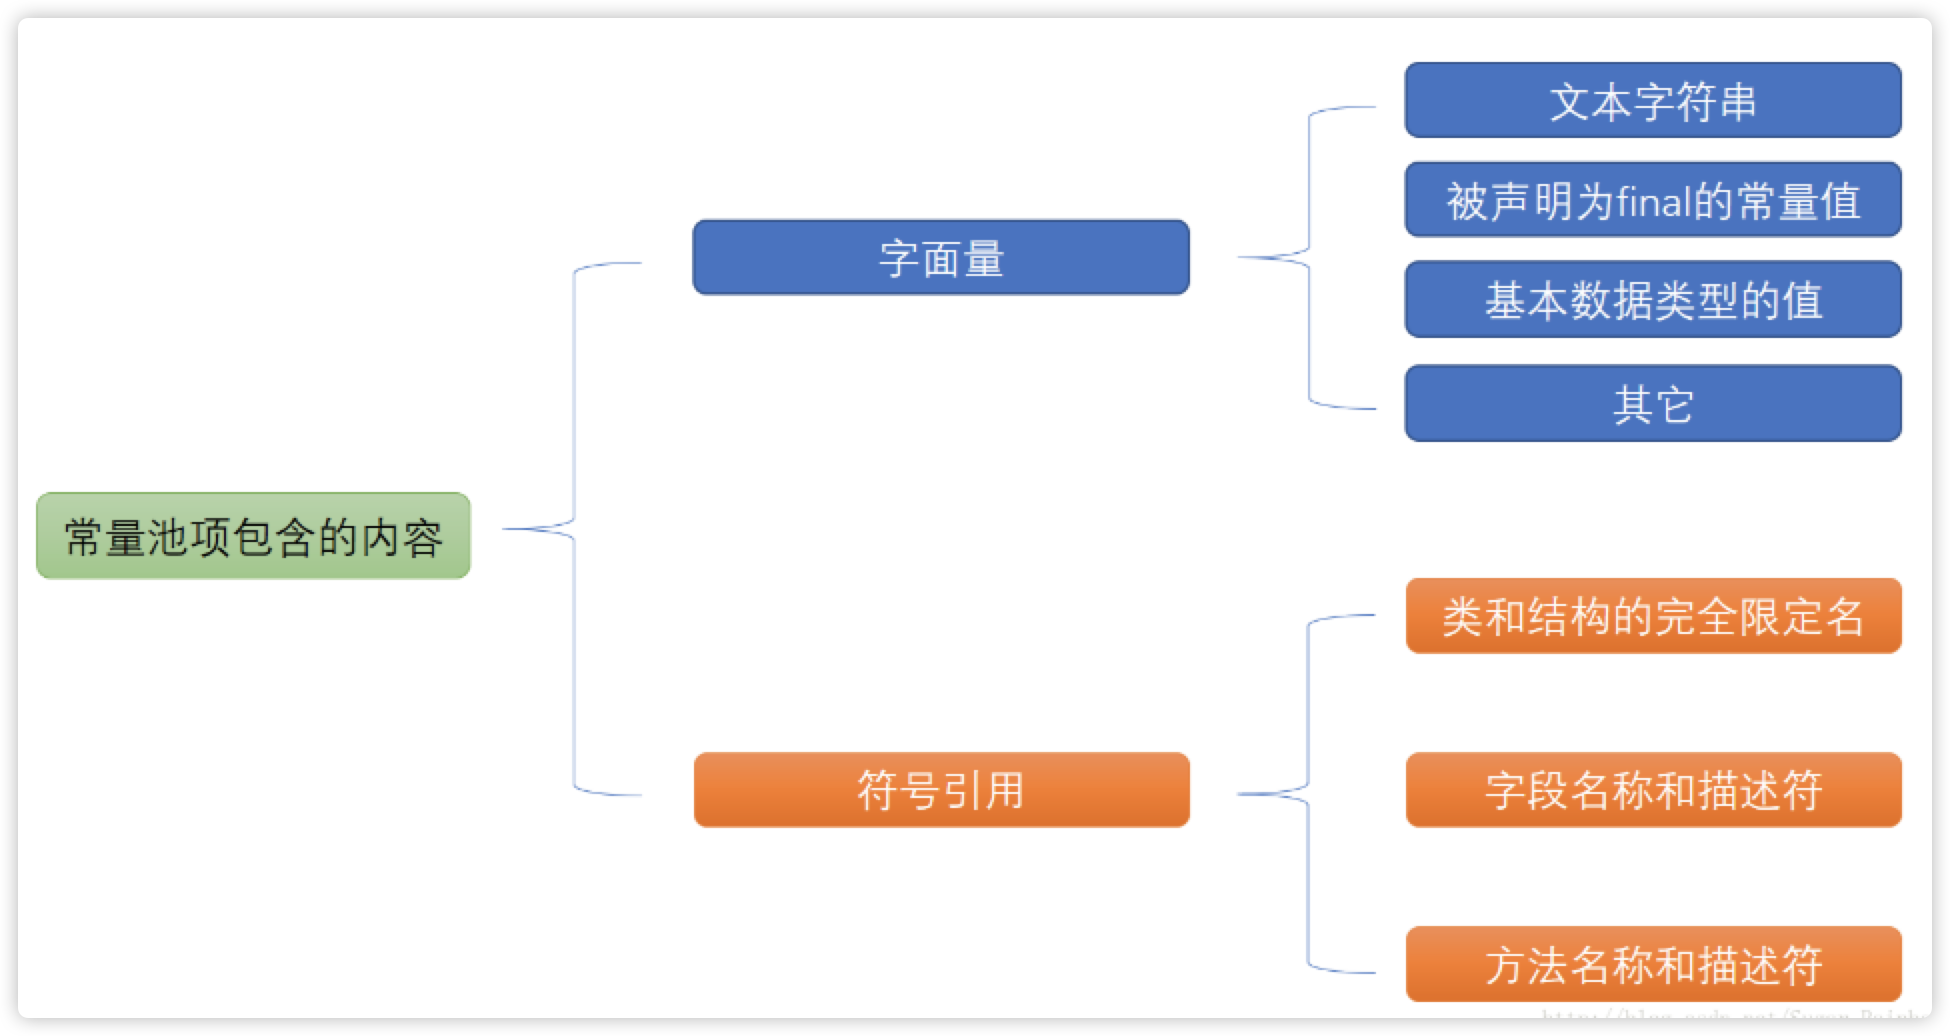 常量池项包含的内容
字面量
文本字符串
被声明为final的常量值
基本数据类型的值
其它
符号引用
类和结构的完全限定名
字段名称和描述符
方法名称和描述符